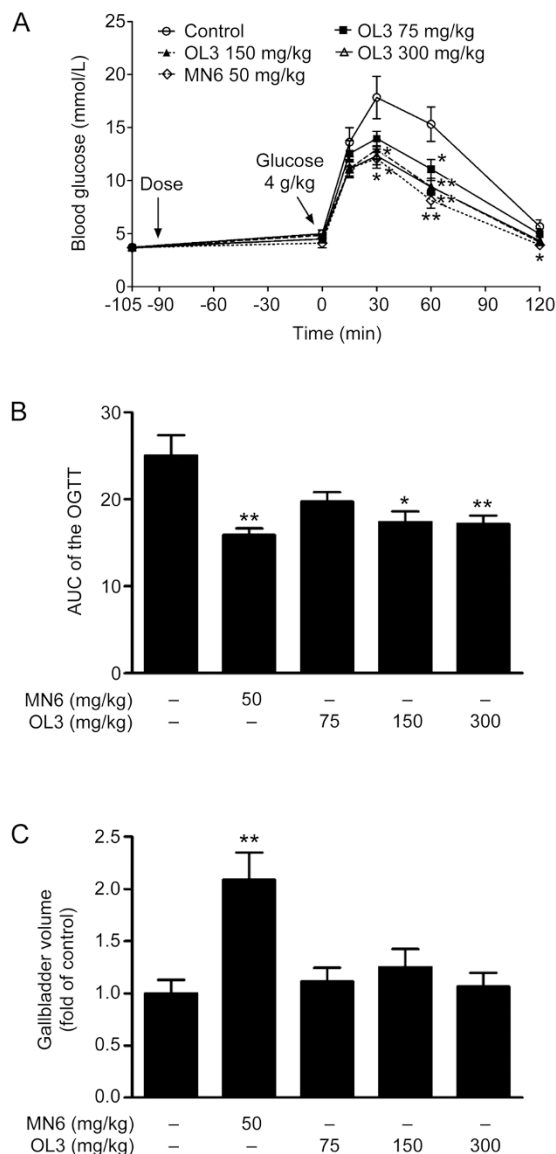 A
Control
OL3 75 mg/kg
OL3 150 mg/kg
OL3 300 mg/kg
MN6 50 mg/kg
25
20
15
10
5
0
Blood glucose (mmol/L)
Dose
Glucose
4 g/kg
*
*
*
*
*
**
**
**
*
-105 -90 -60 -30 0 30 60 90 120
Time (min)
B
30
20
10
0
AUC of the OGTT
** * **
MN6 (mg/kg) – 50 – – –
OL3 (mg/kg) – – 75 150 300
C
2.5
2.0
1.5
1.0
0.5
0.0
Gallbladder volume
(fold of control)
**
MN6 (mg/kg) – 50 – – –
OL3 (mg/kg) – – 75 150 300